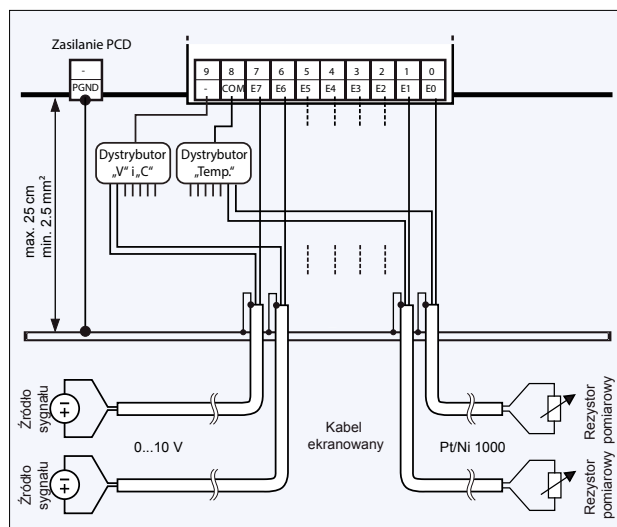 Zasilanie PCD
-
PGND
9 8 7 6 5 4 3 2 1 0
- COM E7 E6 E5 E4 E3 E2 E1 E0
Dystrybutor
„V“ i „C“
Dystrybutor
„Temp.“
max. 25 cm
min. 2.5 mm²
Źródło
sygnału
0...10 V
Kabel
ekranowany
Pt/Ni 1000
Rezystor
pomiarowy
Źródło
sygnału
Rezystor
pomiarowy